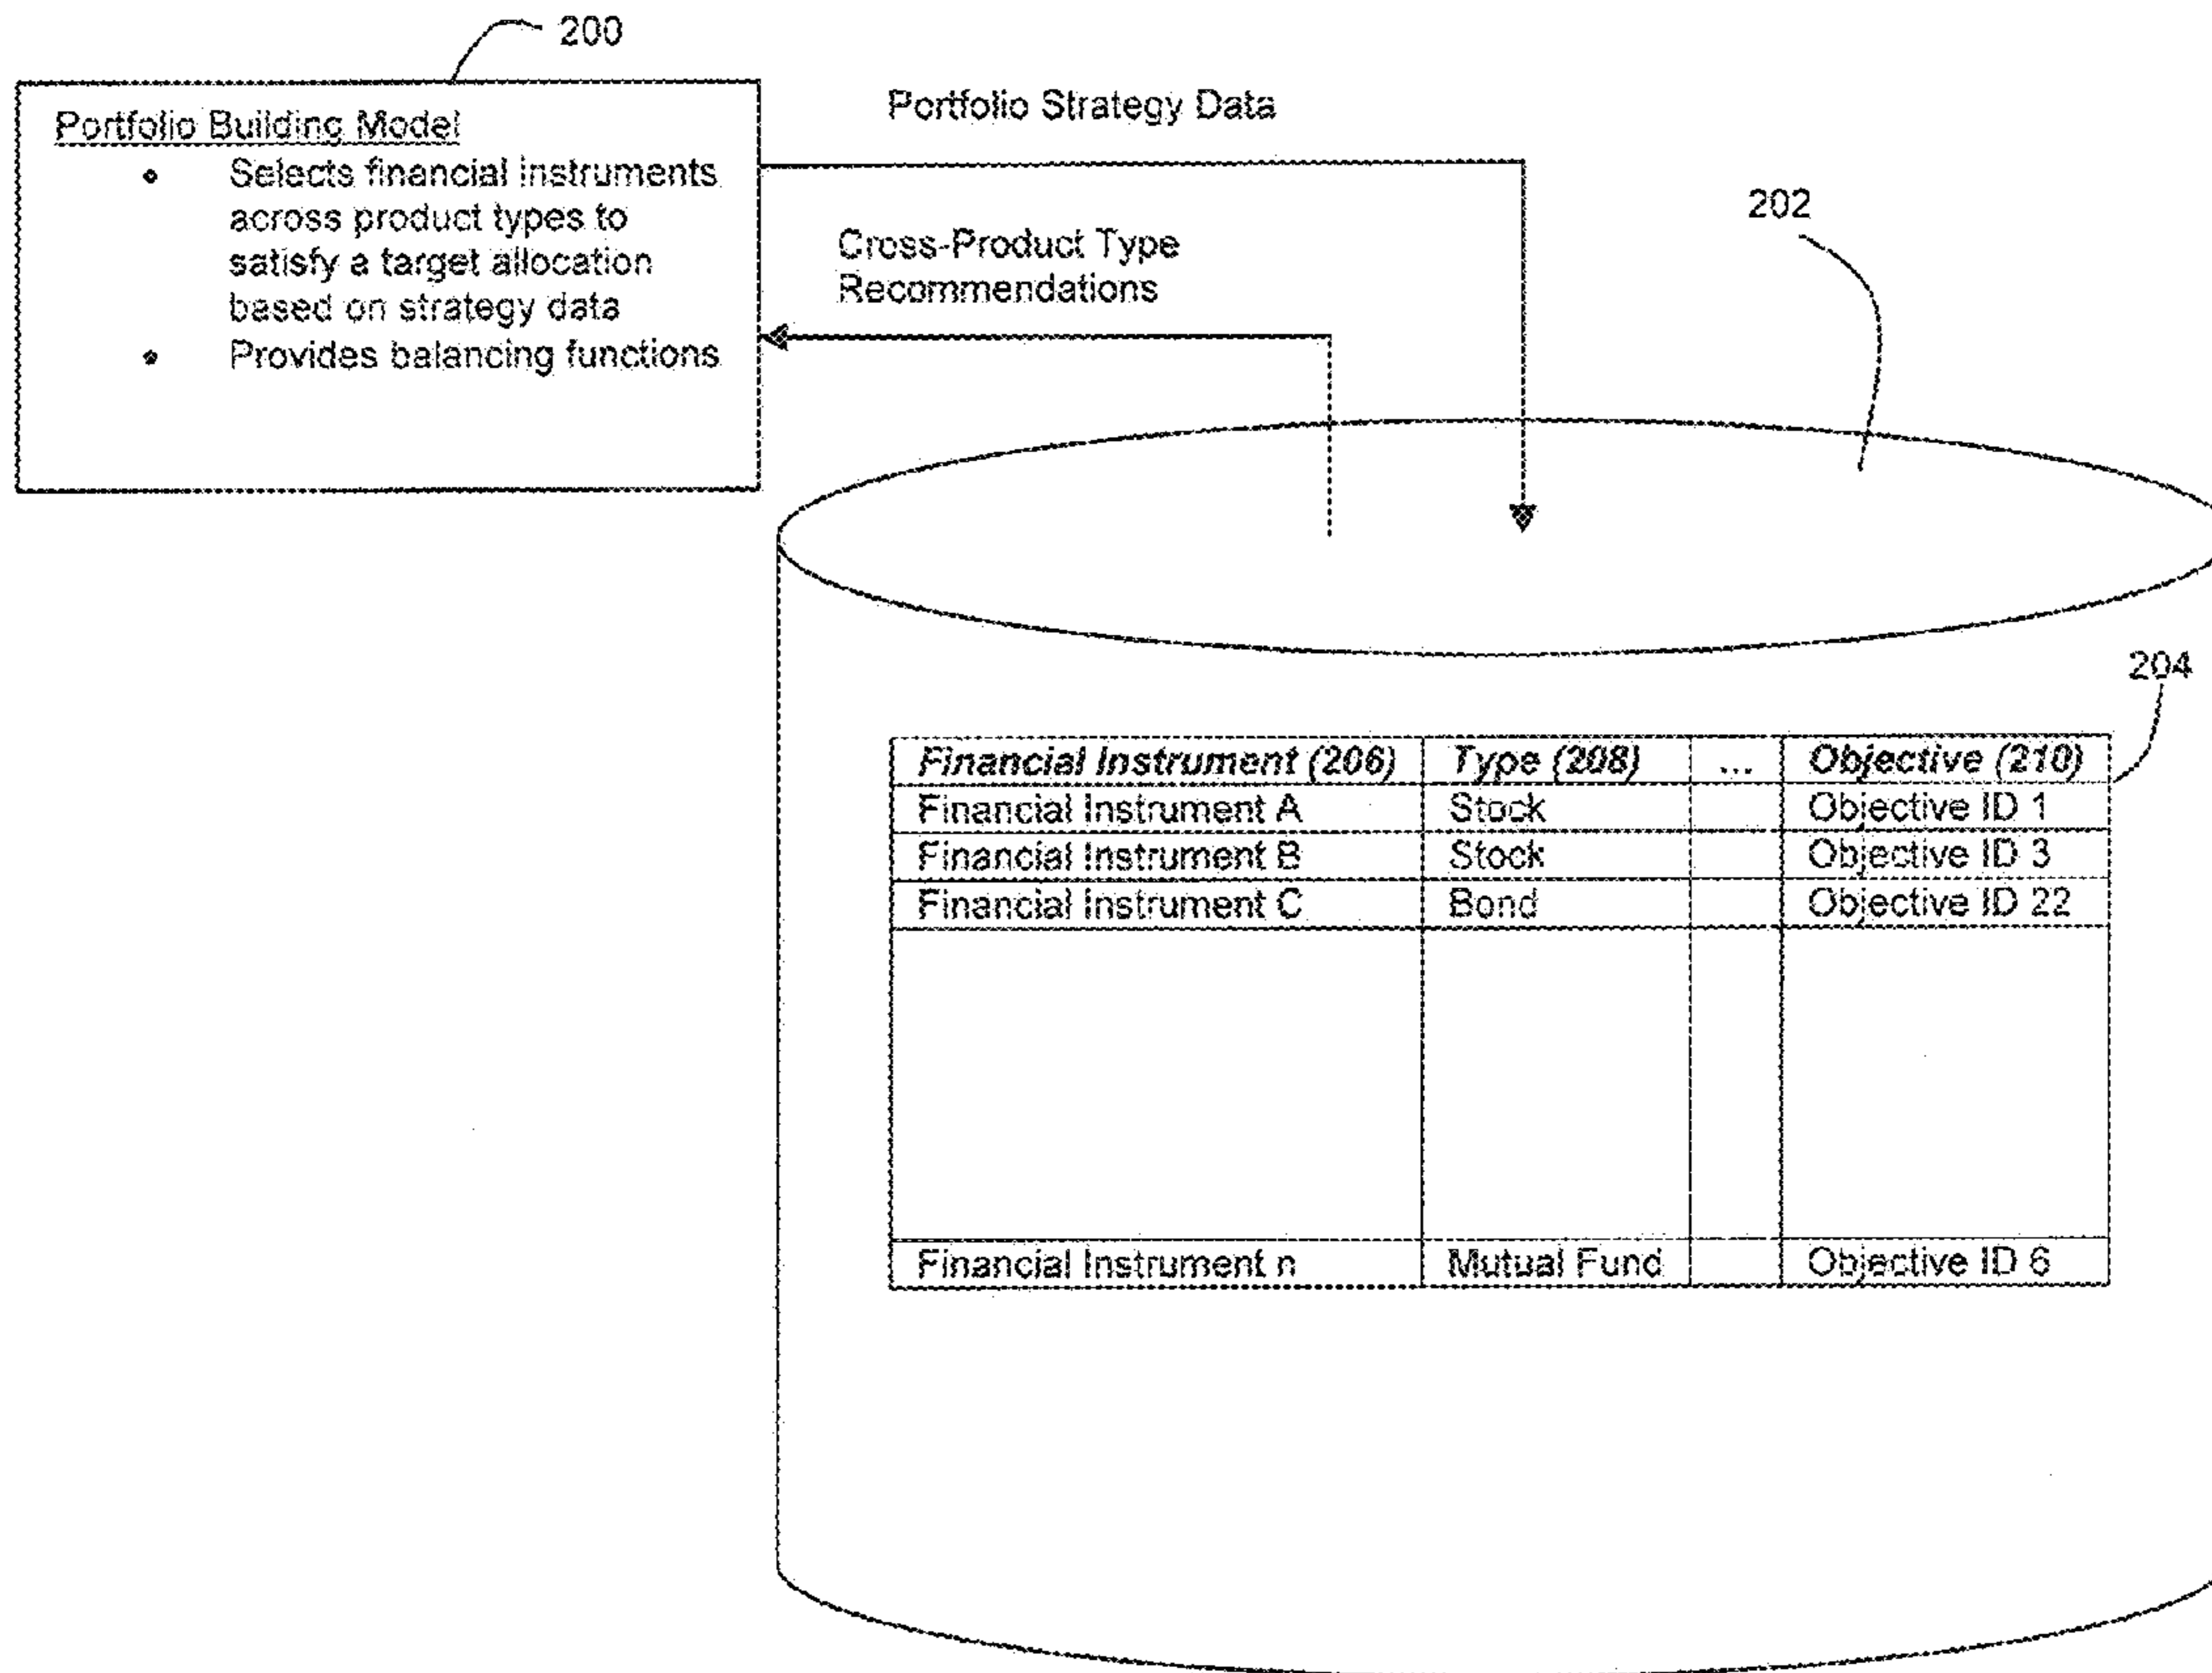 200
Portfolio Building Model
• Selects financial instruments
across product types to
satisfy a target allocation
based on strategy data
• Provides balancing functions
Portfolio Strategy Data
Cross-Product Type
Recommendations
202
204
Financial Instrument (206) Type (208) ... Objective (210)
Financial Instrument A Stock Objective ID 1
Financial Instrument B Stock Objective ID 3
Financial Instrument C Bond Objective ID 22
Financial Instrument n Mutual Fund Objective ID 6